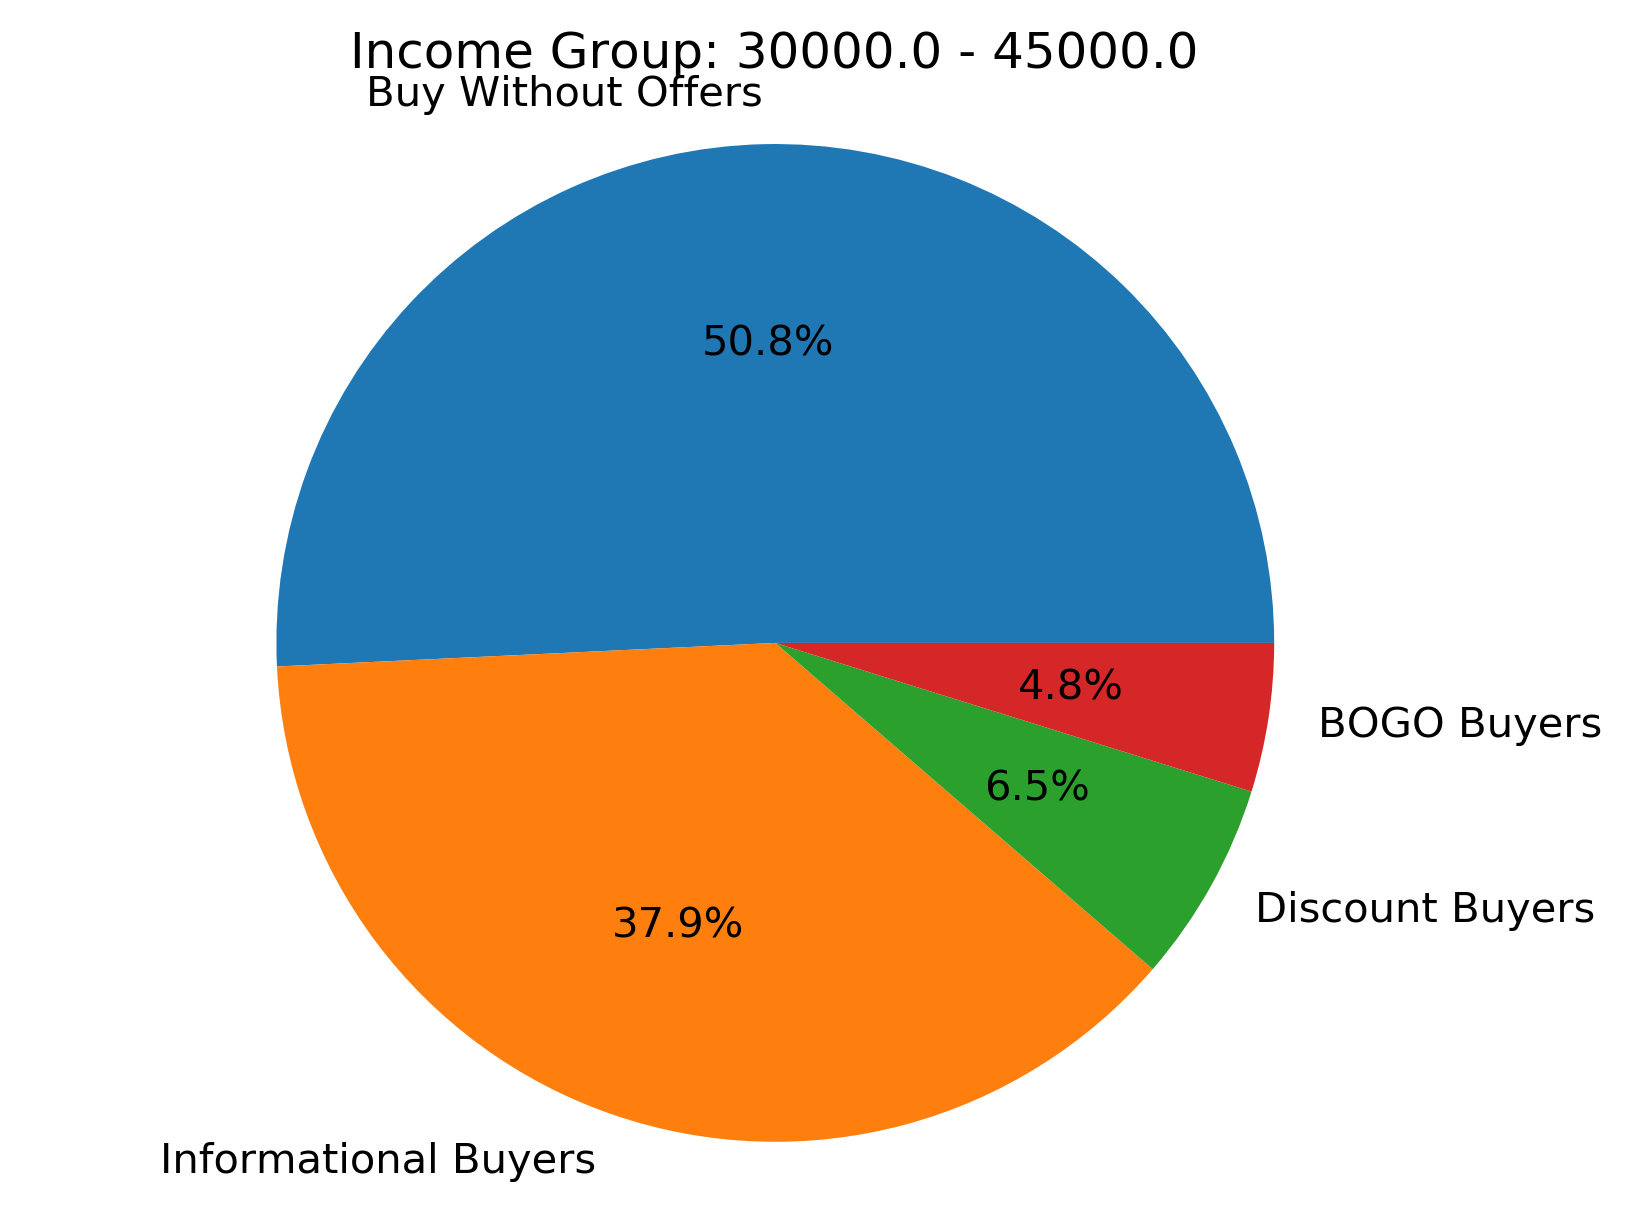 Income Group: 30000.0 - 45000.0
Buy Without Offers
50.8%
4.8%
BOGO Buyers
6.5%
Discount Buyers
37.9%
Informational Buyers